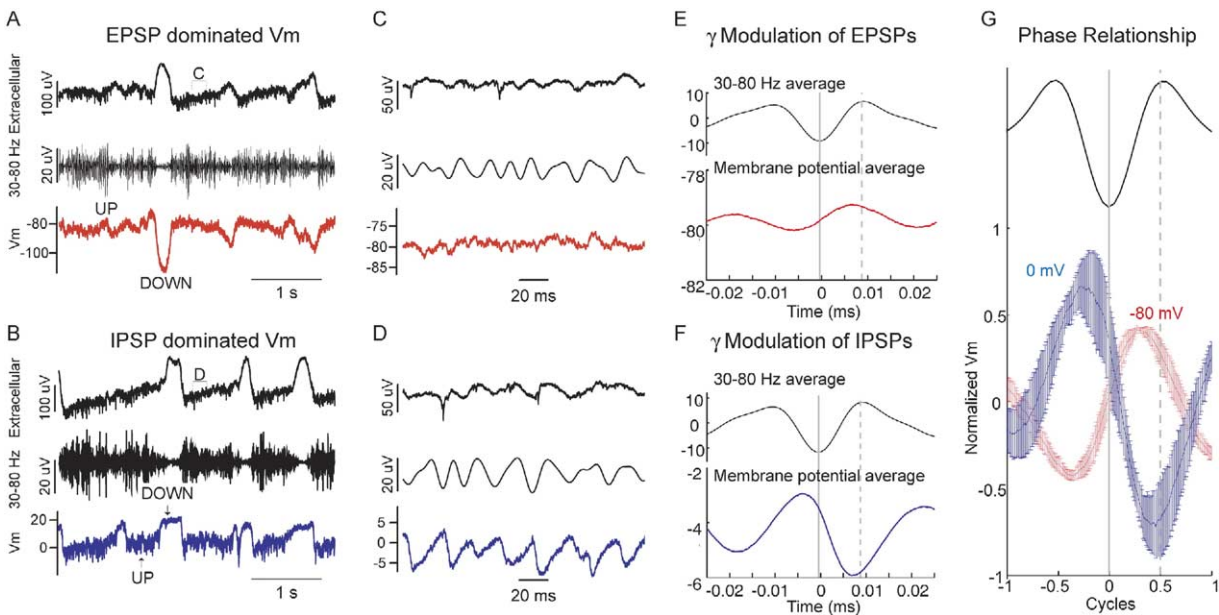 A
EPSP dominated Vm
C
Extracellular
100 uV
C
30-80 Hz
20 uV
UP
Vm
-80
-100
DOWN
1 s
50 uV
20 uV
-75
-80
-85
20 ms
B
IPSP dominated Vm
D
Extracellular
100 uV
D
30-80 Hz
20 uV
DOWN
Vm
20
0
UP
1 s
50 uV
20 uV
5
0
-5
20 ms
E
γ Modulation of EPSPs
30-80 Hz average
10
0
-10
Membrane potential average
-78
-80
-82
-.02 -.01 0 0.01 0.02
Time (ms)
F
γ Modulation of IPSPs
30-80 Hz average
10
0
-10
Membrane potential average
-2
-4
-6
-.02 -.01 0 0.01 0.02
Time (ms)
G
Phase Relationship
1
0 mV
0.5
-80 mV
Normalized Vm
0
-0.5
-1
-1 -0.5 0 0.5 1
Cycles